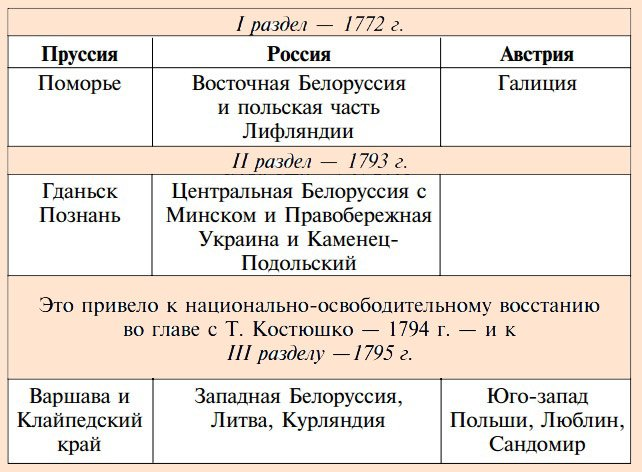 I раздел — 1772 г.
Пруссия Россия Австрия
Поморье Восточная Белоруссия Галиция
и польская часть
Лифляндии
II раздел — 1793 г.
Гданьск Центральная Белоруссия с
Познань Минском и Правобережная
Украина и Каменец-
Подольский
Это привело к национально-освободительному восстанию
во главе с Т. Костюшко — 1794 г. — и к
III разделу —1795 г.
Варшава и Западная Белоруссия, Юго-запад
Клайпедский Литва, Курляндия Польши, Люблин,
край Сандомир